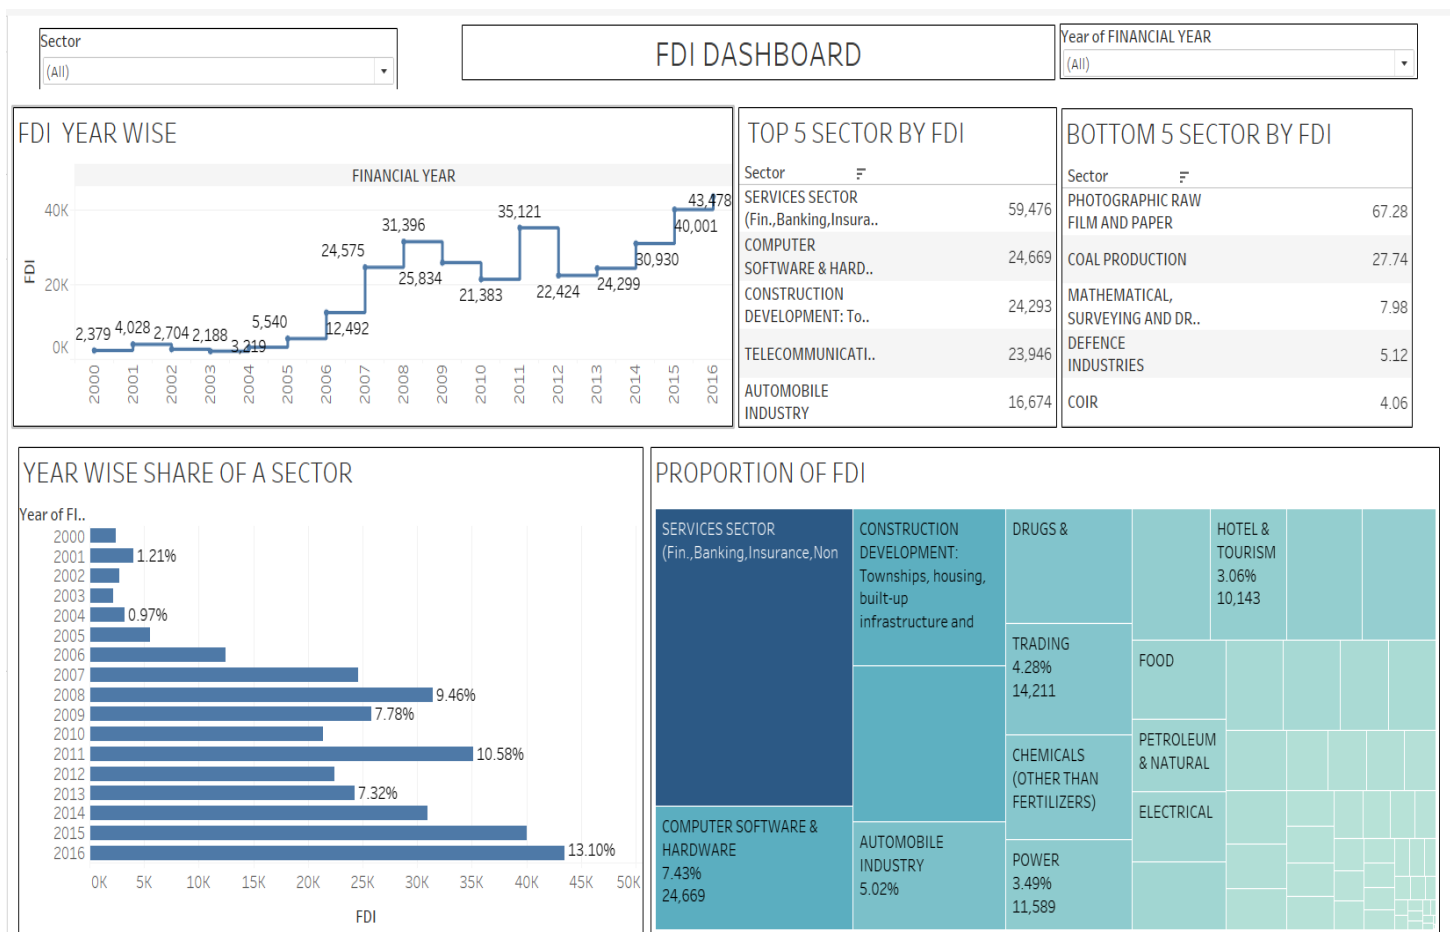 Sector
(All)
FDI DASHBOARD
Year of FINANCIAL YEAR
(All)
FDI  YEAR WISE
FINANCIAL YEAR
40K
20K
0K
FDI
2,379
4,028
2,704
2,188
3,219
5,540
12,492
24,575
31,396
25,834
21,383
35,121
22,424
24,299
30,930
40,001
43,478
2000
2001
2002
2003
2004
2005
2006
2007
2008
2009
2010
2011
2012
2013
2014
2015
2016
TOP 5 SECTOR BY FDI
Sector
SERVICES SECTOR
(Fin.,Banking,Insura..
59,476
COMPUTER
SOFTWARE & HARD..
24,669
CONSTRUCTION
DEVELOPMENT: To..
24,293
TELECOMMUNICATI..
23,946
AUTOMOBILE
INDUSTRY
16,674
BOTTOM 5 SECTOR BY FDI
Sector
PHOTOGRAPHIC RAW
FILM AND PAPER
67.28
COAL PRODUCTION
27.74
MATHEMATICAL,
SURVEYING AND DR..
7.98
DEFENCE
INDUSTRIES
5.12
COIR
4.06
YEAR WISE SHARE OF A SECTOR
Year of FI..
2000
2001 1.21%
2002
2003
2004 0.97%
2005
2006
2007
2008 9.46%
2009 7.78%
2010
2011 10.58%
2012
2013 7.32%
2014
2015
2016 13.10%
0K 5K 10K 15K 20K 25K 30K 35K 40K 45K 50K
FDI
PROPORTION OF FDI
SERVICES SECTOR
(Fin.,Banking,Insurance,Non
COMPUTER SOFTWARE &
HARDWARE
7.43%
24,669
CONSTRUCTION
DEVELOPMENT:
Townships, housing,
built-up
infrastructure and
AUTOMOBILE
INDUSTRY
5.02%
DRUGS &
TRADING
4.28%
14,211
CHEMICALS
(OTHER THAN
FERTILIZERS)
POWER
3.49%
11,589
HOTEL &
TOURISM
3.06%
10,143
FOOD
PETROLEUM
& NATURAL
ELECTRICAL